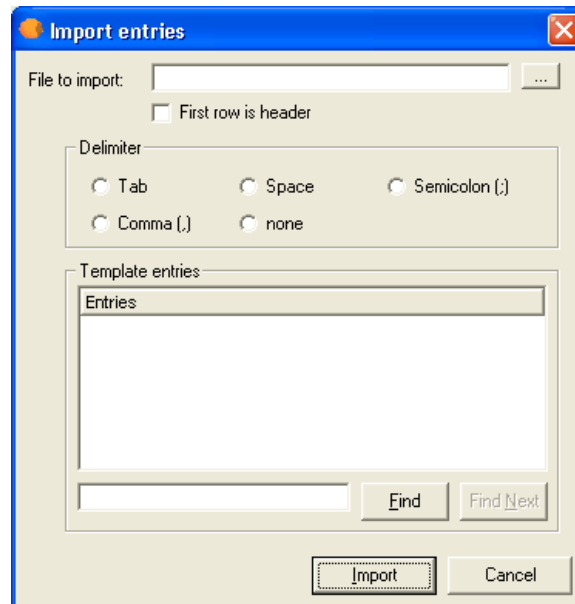 Import entries
File to import:
...
First row is header
Delimiter
Tab
Space
Semicolon (;)
Comma (,)
none
Template entries
Entries
Find
Find Next
Import
Cancel